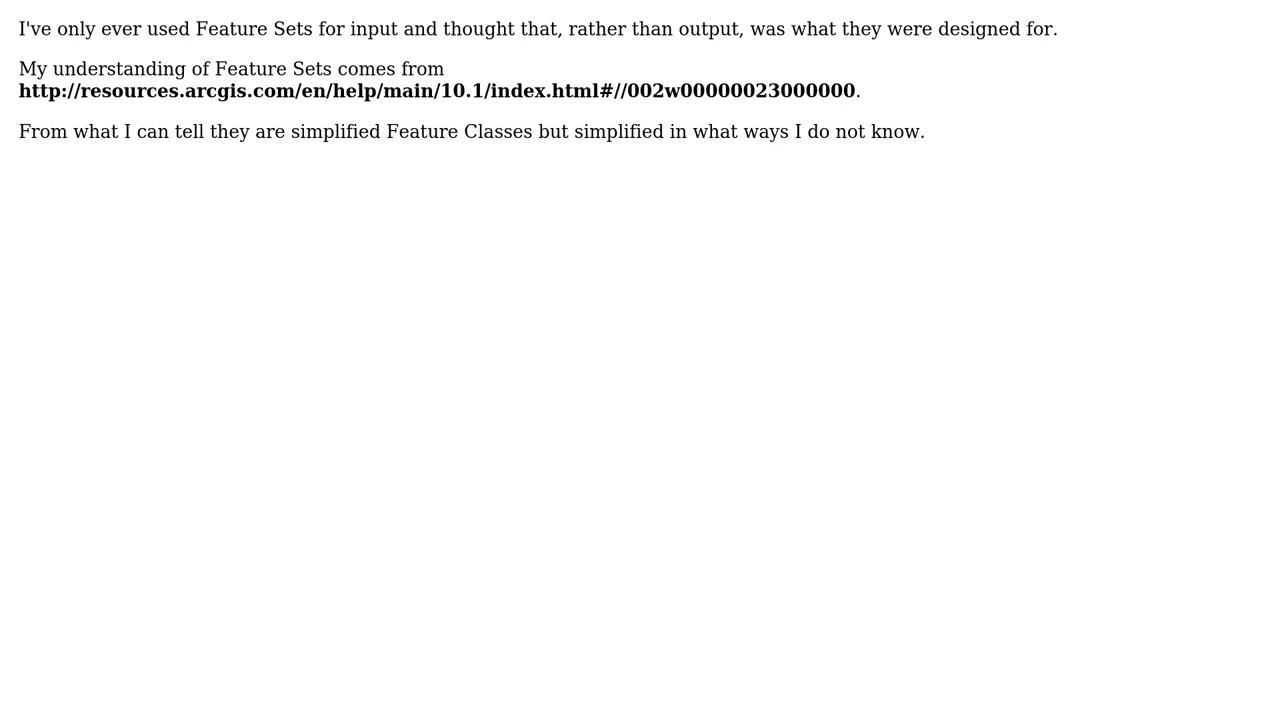 I've only ever used Feature Sets for input and thought that, rather than output, was what they were designed for.
My understanding of Feature Sets comes from
http://resources.arcgis.com/en/help/main/10.1/index.html#//002w00000023000000.
From what I can tell they are simplified Feature Classes but simplified in what ways I do not know.